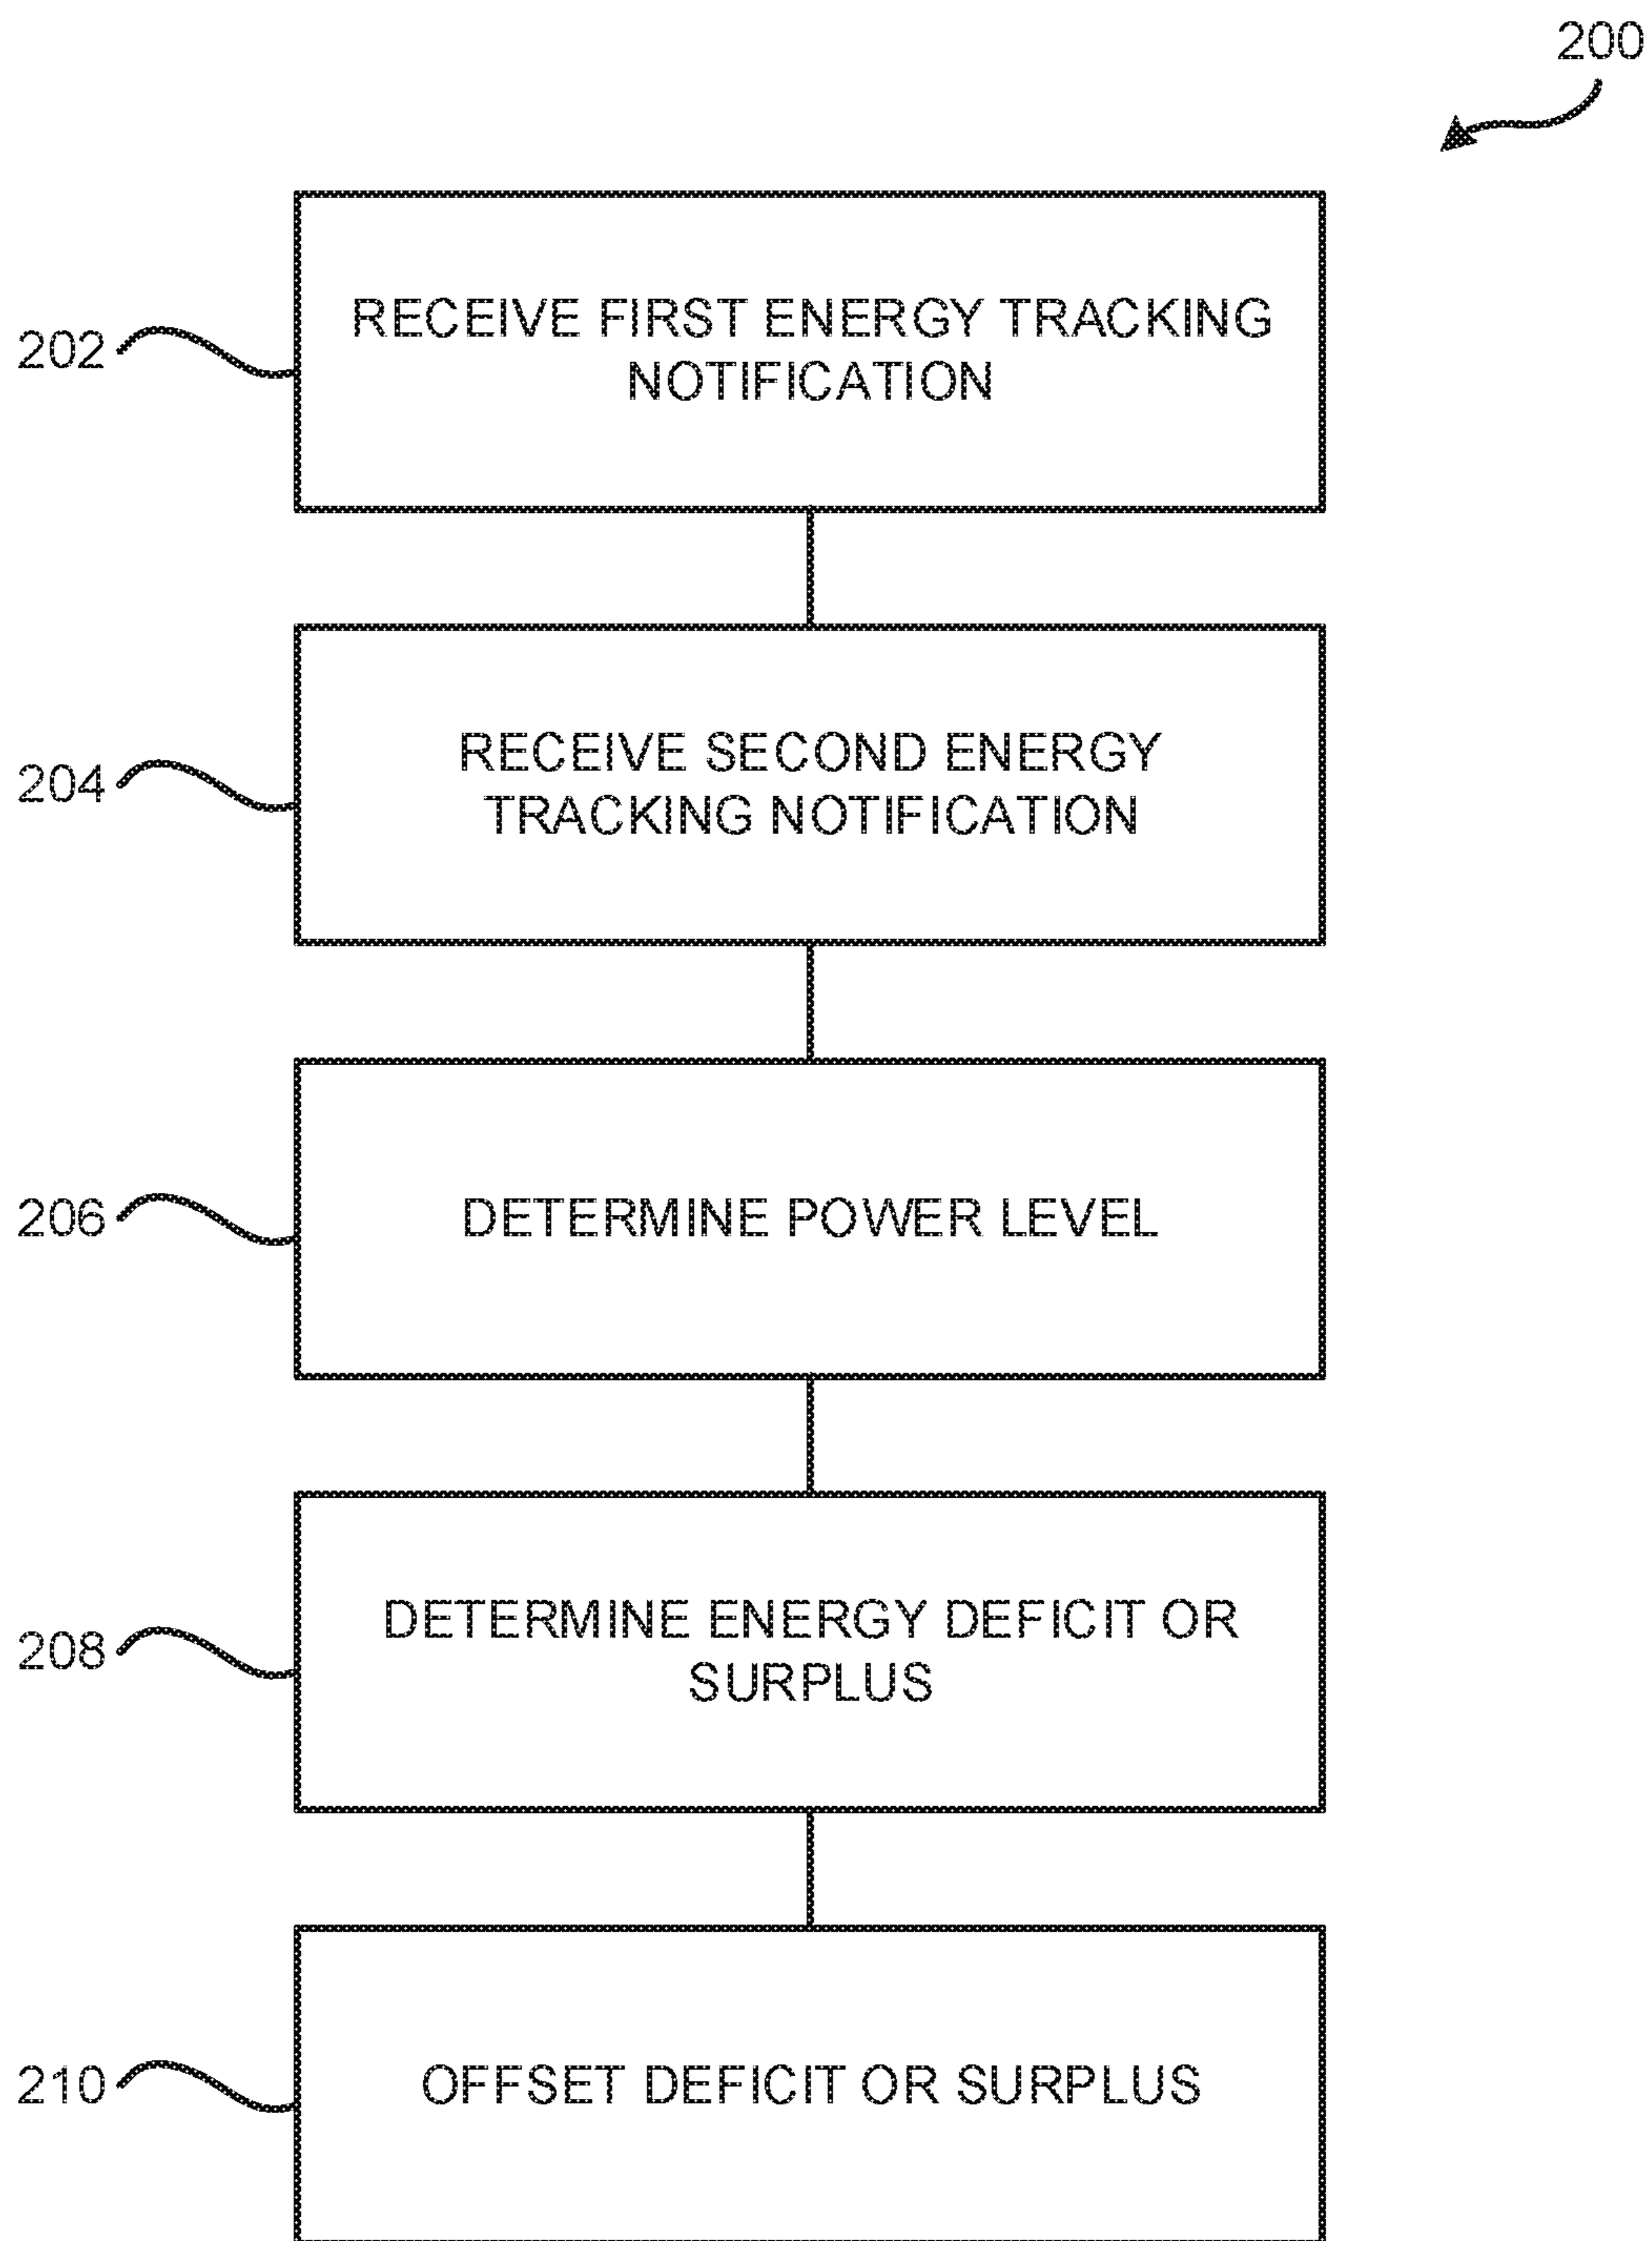 200
202
RECEIVE FIRST ENERGY TRACKING
NOTIFICATION
204
RECEIVE SECOND ENERGY
TRACKING NOTIFICATION
206
DETERMINE POWER LEVEL
208
DETERMINE ENERGY DEFICIT OR
SURPLUS
210
OFFSET DEFICIT OR SURPLUS